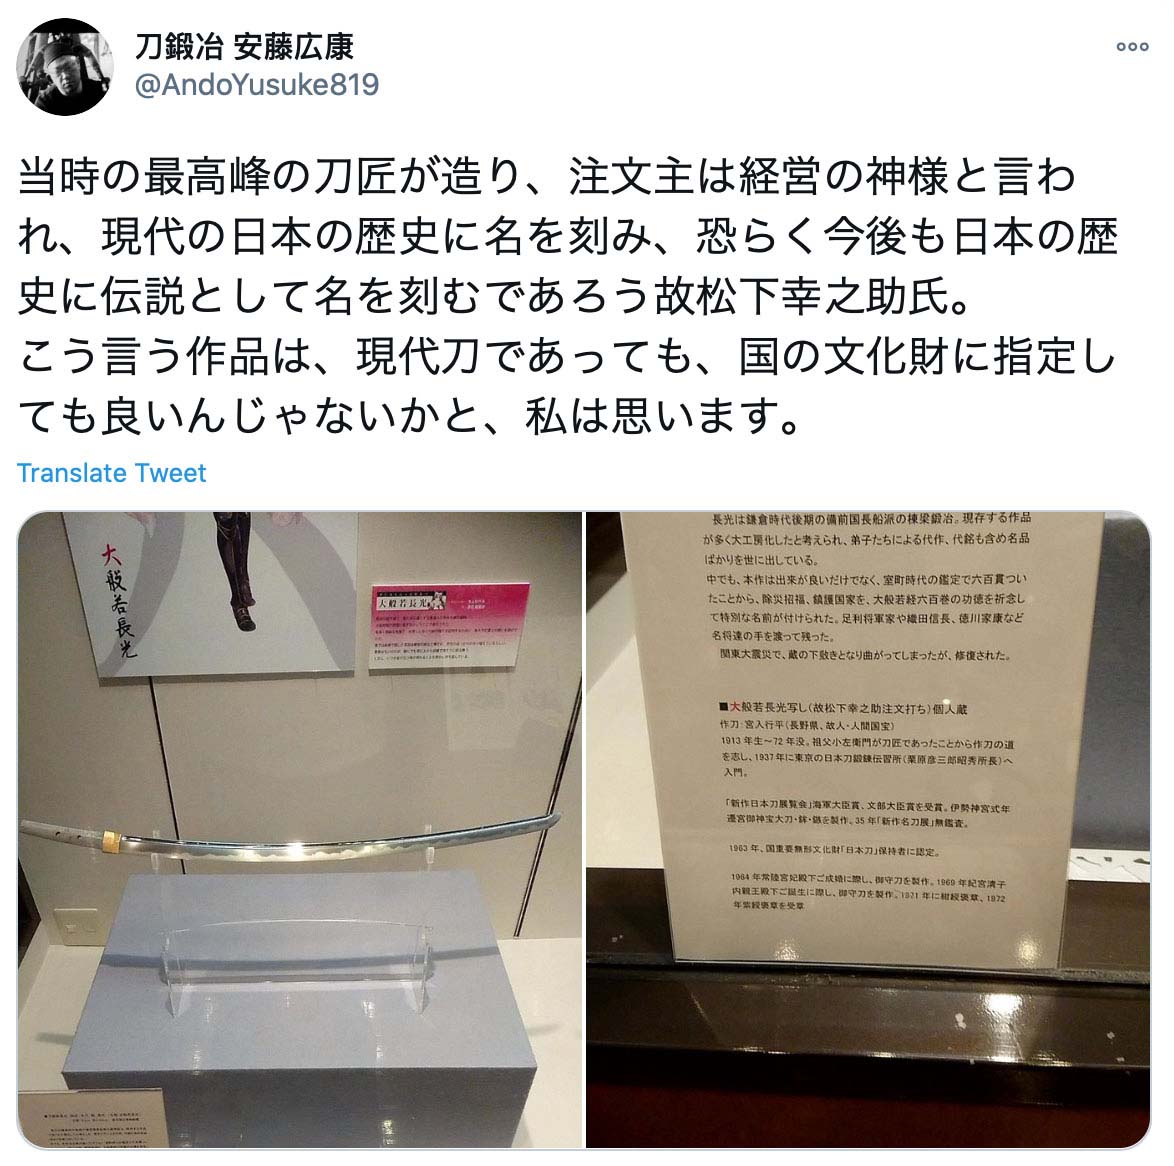 刀鍛冶 安藤広康
@AndoYusuke819
当時の最高峰の刀匠が造り、注文主は経営の神様と言わ
れ、現代の日本の歴史に名を刻み、恐らく今後も日本の歴
史に伝説として名を刻むであろう故松下幸之助氏。
こう言う作品は、現代刀であっても、国の文化財に指定し
ても良いんじゃないかと、私は思います。
Translate Tweet
大般若長光
大般若長光
長光は鎌倉時代後期の備前国長船派の棟梁鍛冶。現存する作品
が多く大工房化したと考えられ、弟子たちによる代作、代銘も含め名品
ばかりを世に出している。
中でも、本作は出来が良いだけでなく、室町時代の鑑定で六百貫つい
たことから、除災招福、鎮護国家を、大般若経六百巻の功徳を祈念し
て特別な名前が付けられた。足利将軍家や織田信長、徳川家康など
名将達の手を渡って残った。
関東大震災で、蔵の下敷きとなり曲がってしまったが、修復された。
■大般若長光写し(故松下幸之助注文打ち)個人蔵
作刀:宮入行平(長野県、故人・人間国宝)
1913年生～72年没。祖父小左衛門が刀匠であったことから作刀の道
を志し、1937年に東京の日本刀鍛錬伝習所(栗原彦三郎昭秀所長)へ
入門。
「新作日本刀展覧会」海軍大臣賞、文部大臣賞を受賞。伊勢神宮式年
遷宮御神宝大刀・鉾・鏃を製作。35年「新作名刀展」無鑑査。
1963年、国重要無形文化財「日本刀」保持者に認定。
1964年常陸宮妃殿下ご成婚に際し、御守刀を製作。1969年紀宮清子
内親王殿下ご誕生に際し、御守刀を製作。1971年に紺綬褒章、1972
年紫綬褒章を受章